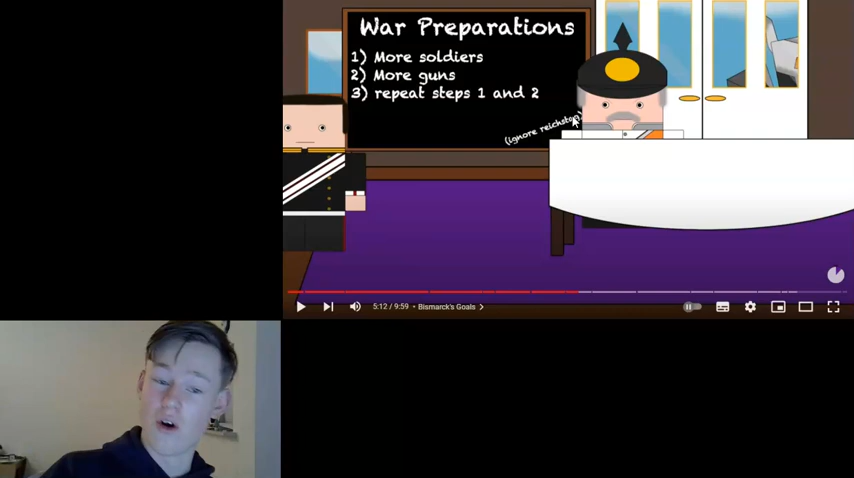 War Preparations
1) More soldiers
2) More guns
3) repeat steps 1 and 2
(ignore reichstag)
5:12 / 9:59 • Bismarck's Goals >